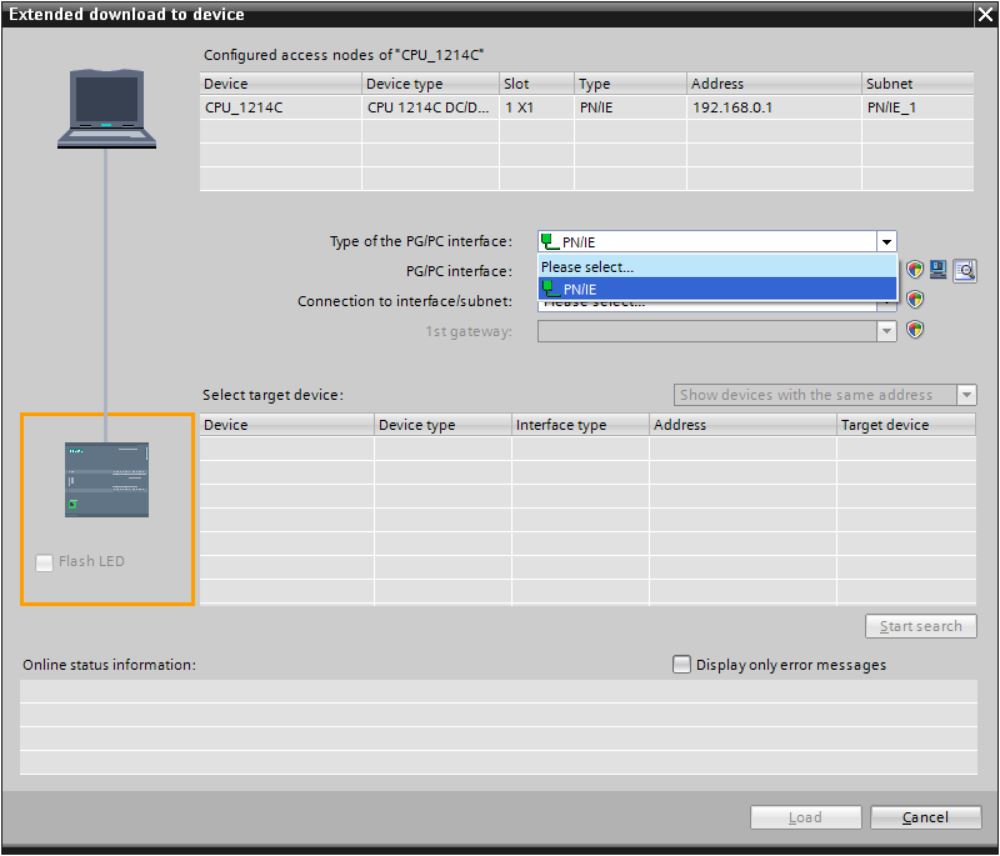 Extended download to device
Configured access nodes of "CPU_1214C"
Device Device type Slot Type Address Subnet
CPU_1214C CPU 1214C DC/D... 1 X1 PN/IE 192.168.0.1 PN/IE_1
Type of the PG/PC interface: PN/IE
Please select...
PG/PC interface:
PN/IE
Connection to interface/subnet: Please select...
1st gateway:
Select target device: Show devices with the same address
Device Device type Interface type Address Target device
Flash LED
Start search
Online status information: Display only error messages
Load Cancel